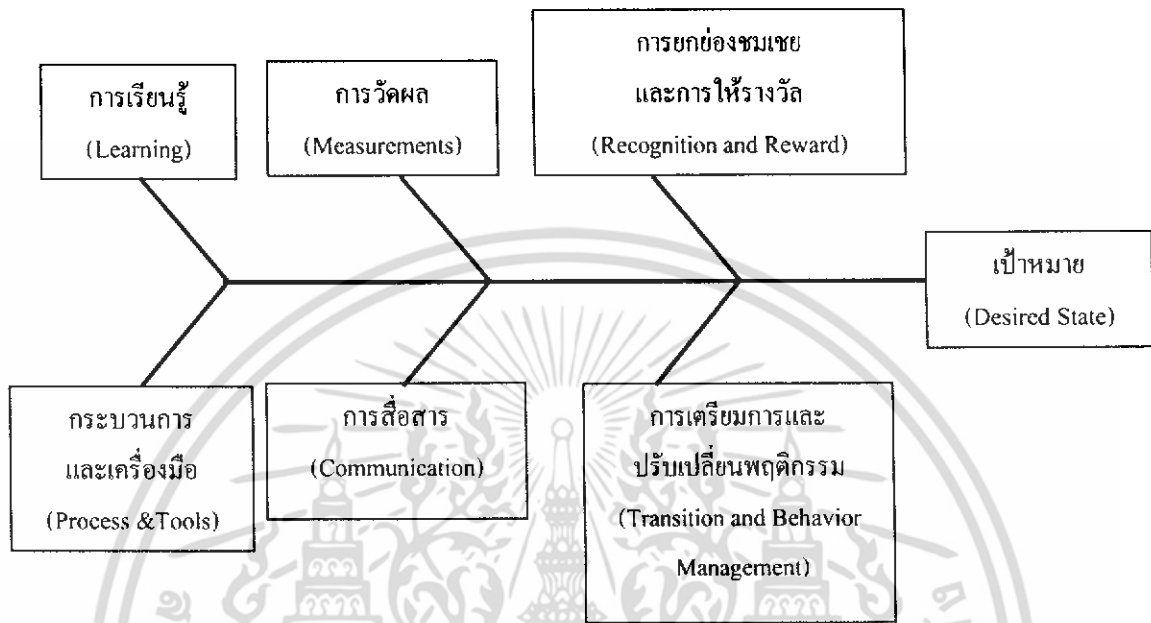 การเรียนรู้
(Learning)
การวัดผล
(Measurements)
การยกย่องชมเชย
และการให้รางวัล
(Recognition and Reward)
เป้าหมาย
(Desired State)
กระบวนการ
และเครื่องมือ
(Process &Tools)
การสื่อสาร
(Communication)
การเตรียมการและ
ปรับเปลี่ยนพฤติกรรม
(Transition and Behavior
Management)